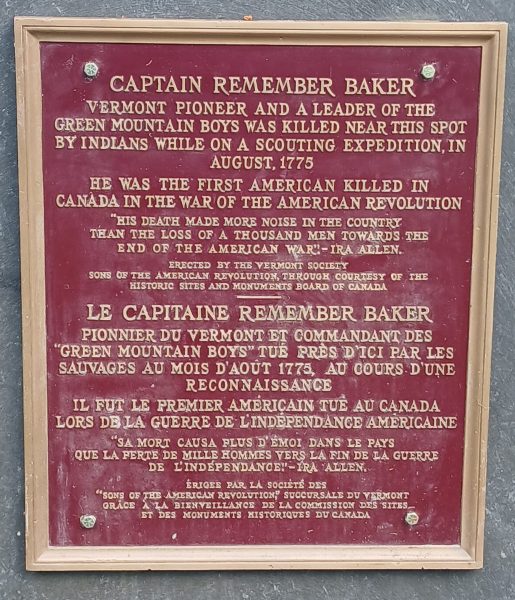 CAPTAIN REMEMBER BAKER
VERMONT PIONEER AND A LEADER OF THE
GREEN MOUNTAIN BOYS WAS KILLED NEAR THIS SPOT
BY INDIANS WHILE ON A SCOUTING EXPEDITION, IN
AUGUST, 1775
HE WAS THE FIRST AMERICAN KILLED IN
CANADA IN THE WAR OF THE AMERICAN REVOLUTION
"HIS DEATH MADE MORE NOISE IN THE COUNTRY
THAN THE LOSS OF A THOUSAND MEN TOWARDS THE
END OF THE AMERICAN WAR"-IRA ALLEN.
ERECTED BY THE VERMONT SOCIETY
SONS OF THE AMERICAN REVOLUTION, THROUGH COURTESY OF THE
HISTORIC SITES AND MONUMENTS BOARD OF CANADA
LE CAPITAINE REMEMBER BAKER
PIONNIER DU VERMONT ET COMMANDANT DES
"GREEN MOUNTAIN BOYS" TUÉ PRÈS D'ICI PAR LES
SAUVAGES AU MOIS D'AOÛT 1775, AU COURS D'UNE
RECONNAISSANCE
IL FUT LE PREMIER AMÉRICAIN TUÉ AU CANADA
LORS DE LA GUERRE DE L'INDÉPENDANCE AMÉRICAINE
"SA MORT CAUSA PLUS D'ÉMOI DANS LE PAYS
QUE LA PERTE DE MILLE HOMMES VERS LA FIN DE LA GUERRE
DE L'INDÉPENDANCE."-IRA ALLEN.
ÉRIGÉE PAR LA SOCIÉTÉ DES
"SONS OF THE AMERICAN REVOLUTION," SUCCURSALE DU VERMONT
GRÂCE À LA BIENVEILLANCE DE LA COMMISSION DES SITES
ET DES MONUMENTS HISTORIQUES DU CANADA